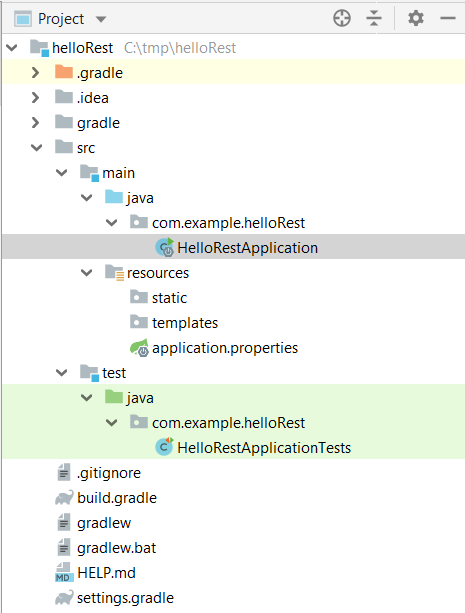 Project
helloRest C:\tmp\helloRest
.gradle
.idea
gradle
src
main
java
com.example.helloRest
HelloRestApplication
resources
static
templates
application.properties
test
java
com.example.helloRest
HelloRestApplicationTests
.gitignore
build.gradle
gradlew
gradlew.bat
HELP.md
settings.gradle